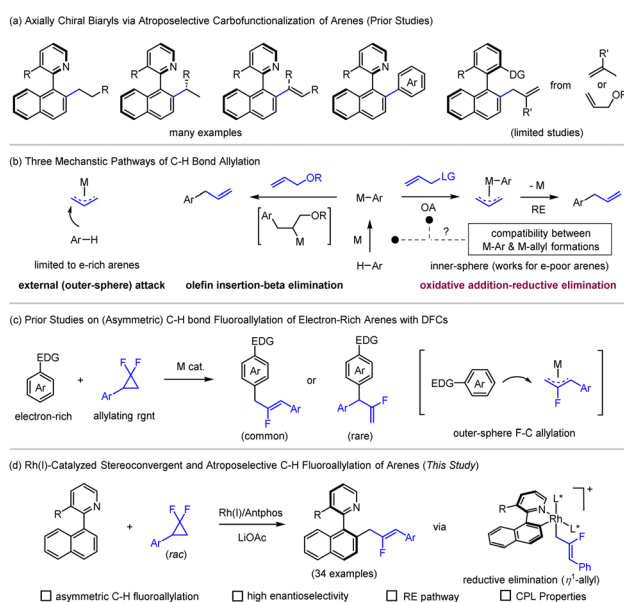 (a) Axially Chiral Biaryls via Atroposelective Carbofunctionalization of Arenes (Prior Studies)
R N R N R N R N R DG R'
R R R R Ar R' from or OR
many examples (limited studies)
(b) Three Mechanstic Pathways of C-H Bond Allylation
M OR LG M-Ar - M
Ar M-Ar OA RE Ar
Ar OR M M ? compatibility between
Ar-H M-Ar & M-allyl formations
limited to e-rich arenes H-Ar inner-sphere (works for e-poor arenes)
external (outer-sphere) attack olefin insertion-beta elimination oxidative addition-reductive elimination
(c) Prior Studies on (Asymmetric) C-H bond Fluoroallylation of Electron-Rich Arenes with DFCs
EDG F F EDG EDG M
Ar + M cat. Ar or Ar F EDG Ar Ar
Ar Ar Ar F
electron-rich allylating rgnt F
(common) (rare) outer-sphere F-C allylation
(d) Rh(I)-Catalyzed Stereoconvergent and Atroposelective C-H Fluoroallylation of Arenes (This Study)
R N F F Rh(I)/Antphos R N R L* +
+ LiOAc Ar via N Rh L*
Ar F F
(rac) (34 examples) Ph
reductive elimination (η1-allyl)
asymmetric C-H fluoroallylation high enantioselectivity RE pathway CPL Properties